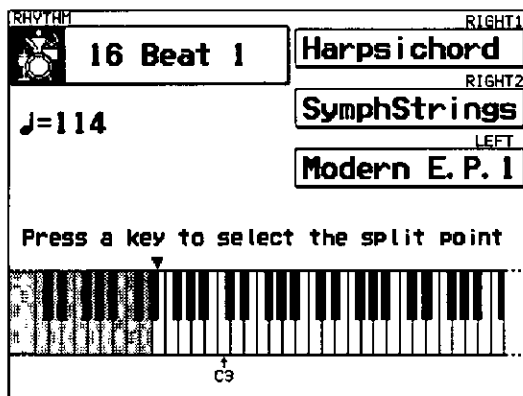 RHYTHM
RIGHT1
16 Beat 1
Harpsichord
RIGHT2
SymphStrings
♩=114
LEFT
Modern E.P.1
Press a key to select the split point
C3